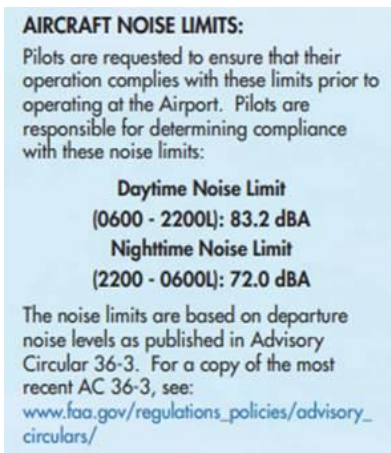 AIRCRAFT NOISE LIMITS:
Pilots are requested to ensure that their
operation complies with these limits prior to
operating at the Airport. Pilots are
responsible for determining compliance
with these noise limits:
Daytime Noise Limit
(0600 - 2200L): 83.2 dBA
Nighttime Noise Limit
(2200 - 0600L): 72.0 dBA
The noise limits are based on departure
noise levels as published in Advisory
Circular 36-3. For a copy of the most
recent AC 36-3, see:
www.faa.gov/regulations_policies/advisory_
circulars/